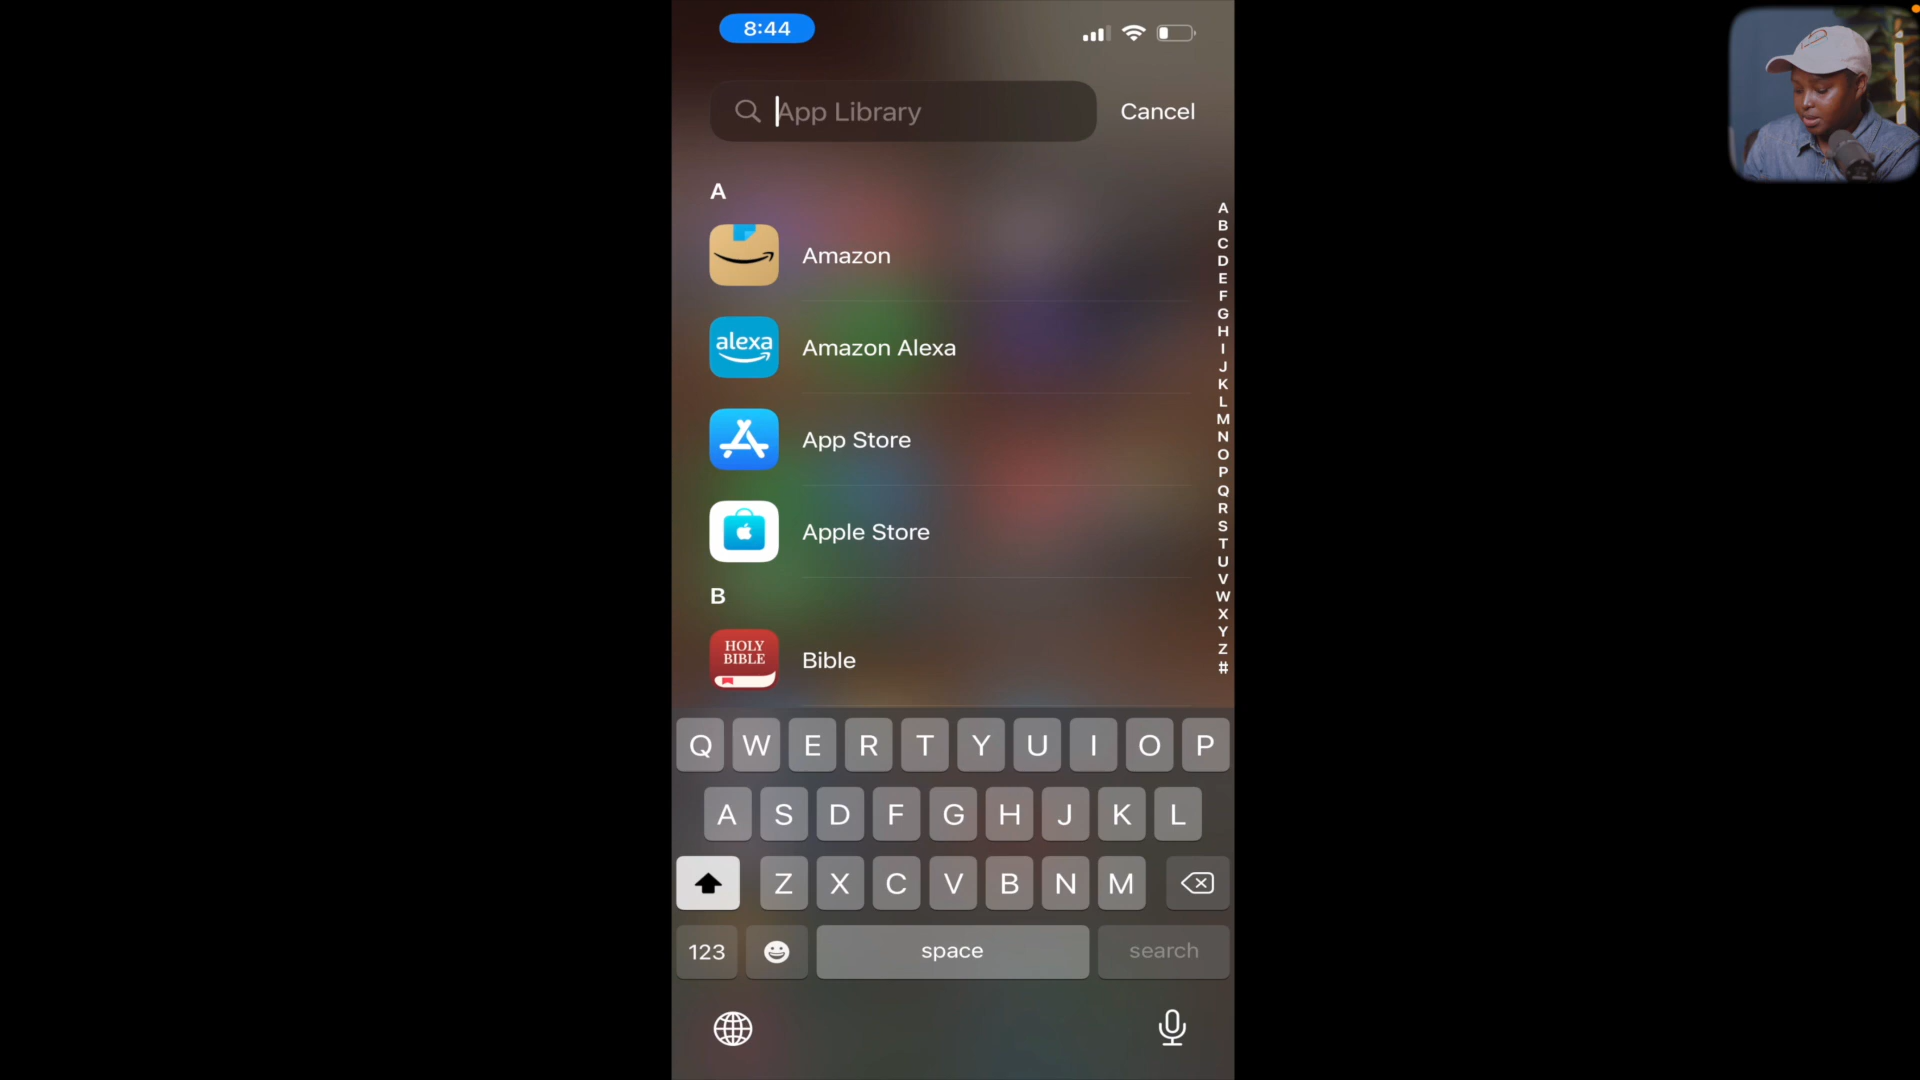 8:44
App Library
Cancel
A
Amazon
alexa
Amazon Alexa
App Store
Apple Store
B
HOLY
BIBLE
Bible
A
B
C
D
E
F
G
H
I
J
K
L
M
N
O
P
Q
R
S
T
U
V
W
X
Y
Z
#
Q W E R T Y U I O P
A S D F G H J K L
Z X C V B N M
123
space
search